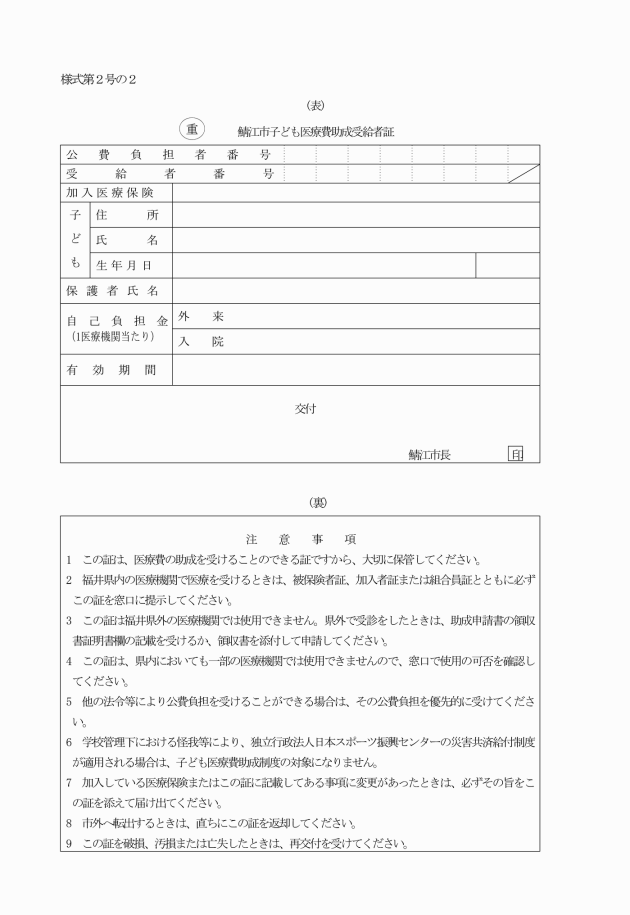 様式第２号の２
（表）
重　鯖江市子ども医療費助成受給者証
公費負担者番号
受給者番号
加入医療保険
子ども
住所
氏名
生年月日
保護者氏名
自己負担金
（1医療機関当たり）
外来
入院
有効期間
交付
鯖江市長　印
（裏）
注意事項
1　この証は、医療費の助成を受けることのできる証ですから、大切に保管してください。
2　福井県内の医療機関で医療を受けるときは、被保険者証、加入者証または組合員証とともに必ず
この証を窓口に提示してください。
3　この証は福井県外の医療機関では使用できません。県外で受診をしたときは、助成申請書の領収
書証明書欄の記載を受けるか、領収書を添付して申請してください。
4　この証は、県内においても一部の医療機関では使用できませんので、窓口で使用の可否を確認し
てください。
5　他の法令等により公費負担を受けることができる場合は、その公費負担を優先的に受けてくださ
い。
6　学校管理下における怪我等により、独立行政法人日本スポーツ振興センターの災害共済給付制度
が適用される場合は、子ども医療費助成制度の対象になりません。
7　加入している医療保険またはこの証に記載してある事項に変更があったときは、必ずその旨をこ
の証を添えて届け出てください。
8　市外へ転出するときは、直ちにこの証を返却してください。
9　この証を破損、汚損または亡失したときは、再交付を受けてください。